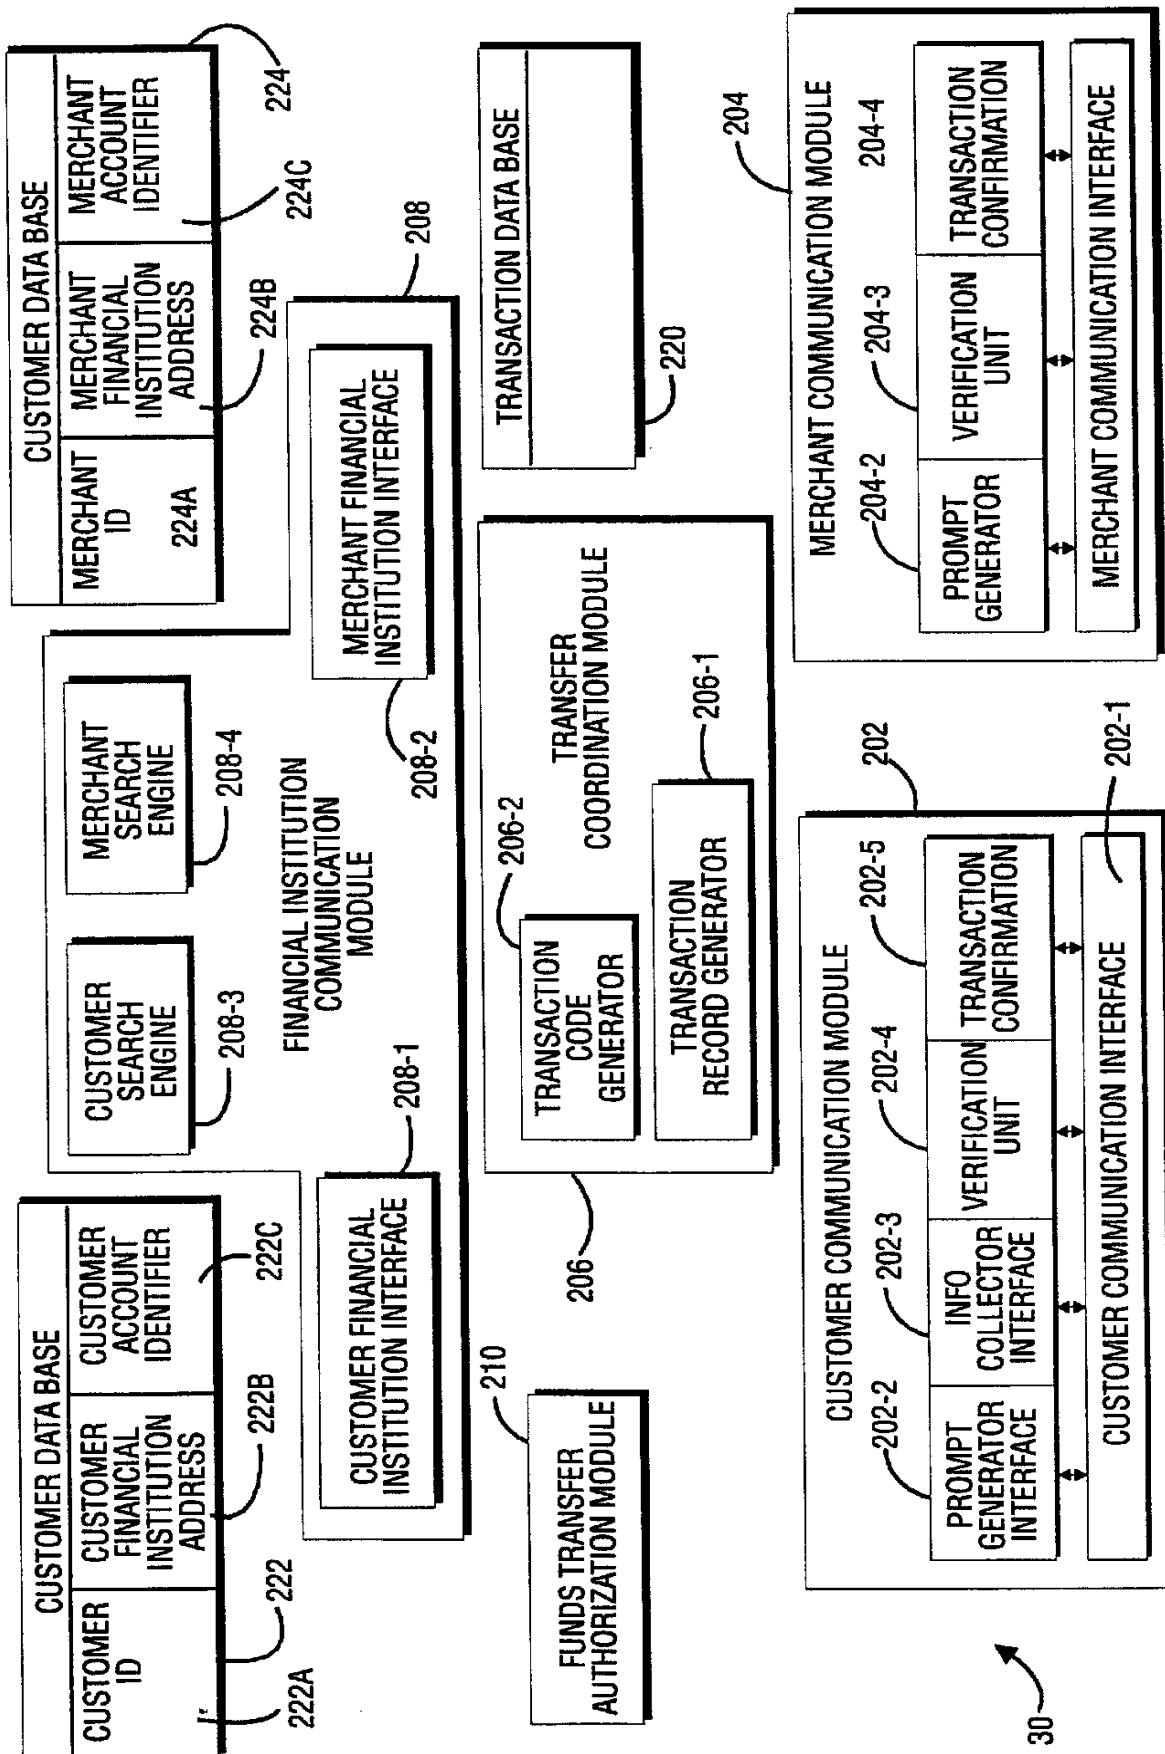 CUSTOMER DATA BASE
CUSTOMER
ID
CUSTOMER
FINANCIAL
INSTITUTION
ADDRESS
CUSTOMER
ACCOUNT
IDENTIFIER
222A
222
222B
222C
CUSTOMER
SEARCH
ENGINE
208-3
MERCHANT
SEARCH
ENGINE
208-4
FINANCIAL INSTITUTION
COMMUNICATION
MODULE
CUSTOMER FINANCIAL
INSTITUTION INTERFACE
208-1
MERCHANT FINANCIAL
INSTITUTION INTERFACE
208-2
208
CUSTOMER DATA BASE
MERCHANT
ID
224A
MERCHANT
FINANCIAL
INSTITUTION
ADDRESS
224B
MERCHANT
ACCOUNT
IDENTIFIER
224C
224
FUNDS TRANSFER
AUTHORIZATION MODULE
210
206
TRANSACTION
CODE
GENERATOR
206-2
TRANSFER
COORDINATION MODULE
TRANSACTION
RECORD GENERATOR
206-1
TRANSACTION DATA BASE
220
30
CUSTOMER COMMUNICATION MODULE
202
202-2
202-3
202-4
202-5
PROMPT
GENERATOR
INTERFACE
INFO
COLLECTOR
INTERFACE
VERIFICATION
UNIT
TRANSACTION
CONFIRMATION
CUSTOMER COMMUNICATION INTERFACE
202-1
MERCHANT COMMUNICATION MODULE
204
204-2
204-3
204-4
PROMPT
GENERATOR
VERIFICATION
UNIT
TRANSACTION
CONFIRMATION
MERCHANT COMMUNICATION INTERFACE